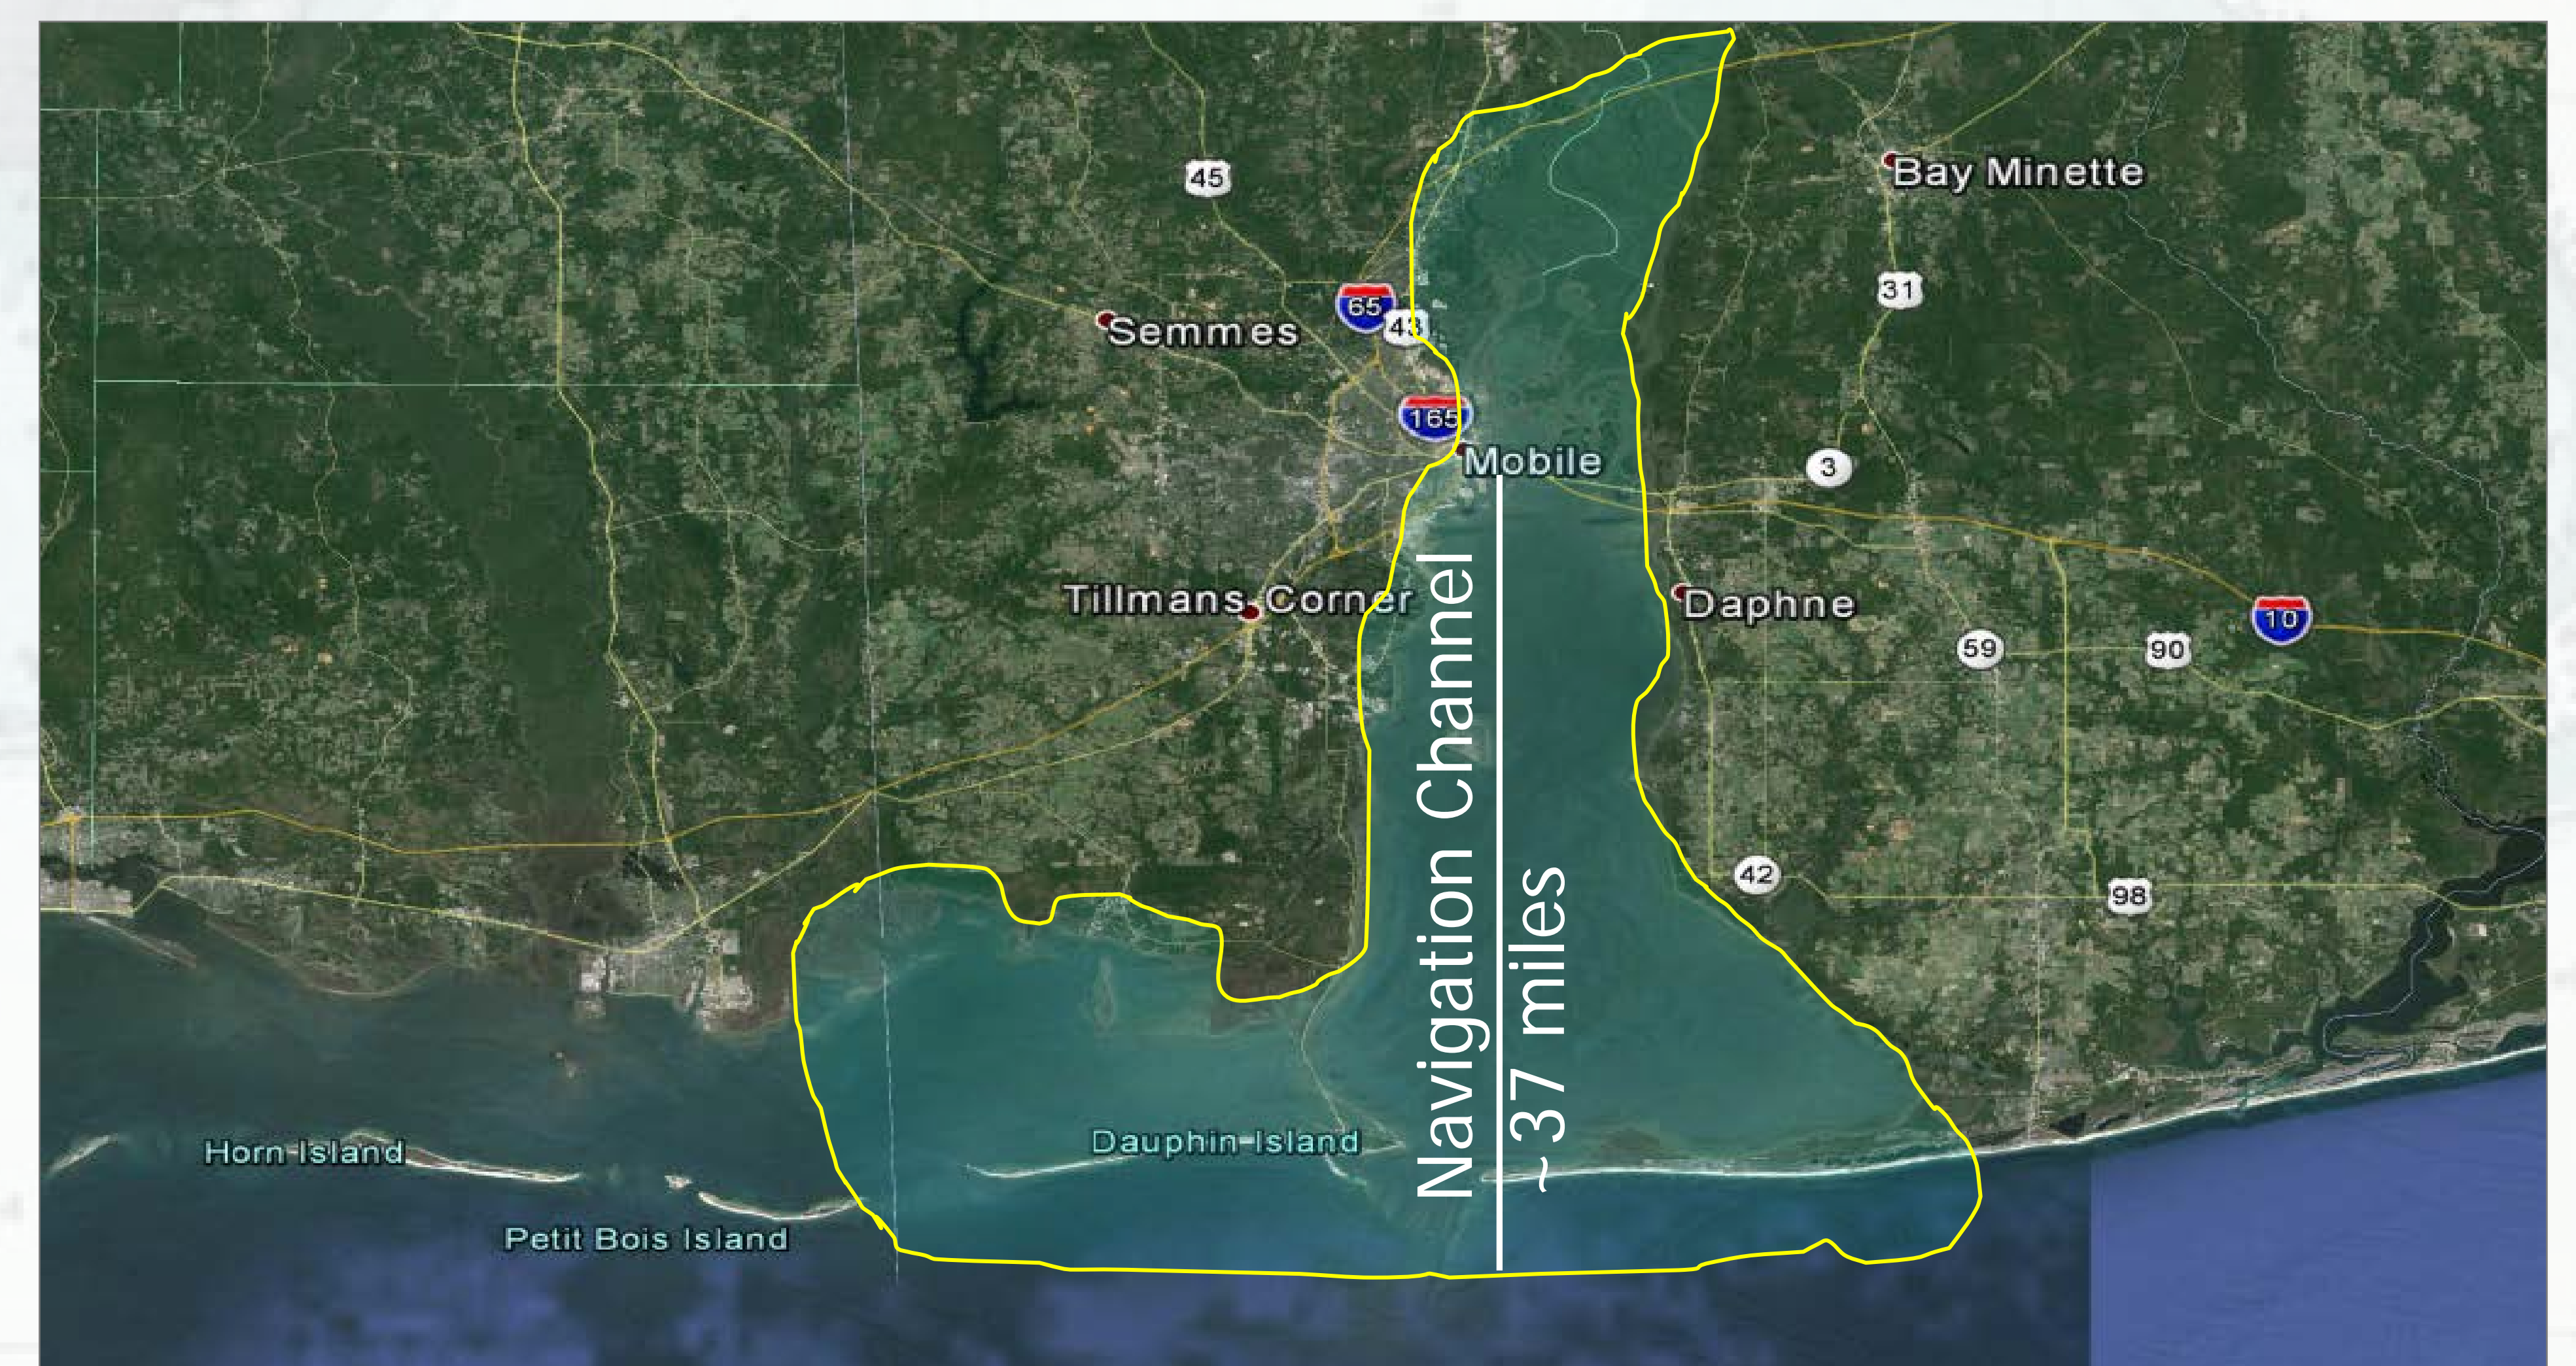 45
Bay Minette
31
65
43
Semmes
165
Mobile
3
Tillmans Corner
Daphne
10
59
90
Navigation Channel
~37 miles
42
98
Horn Island
Dauphin Island
Petit Bois Island